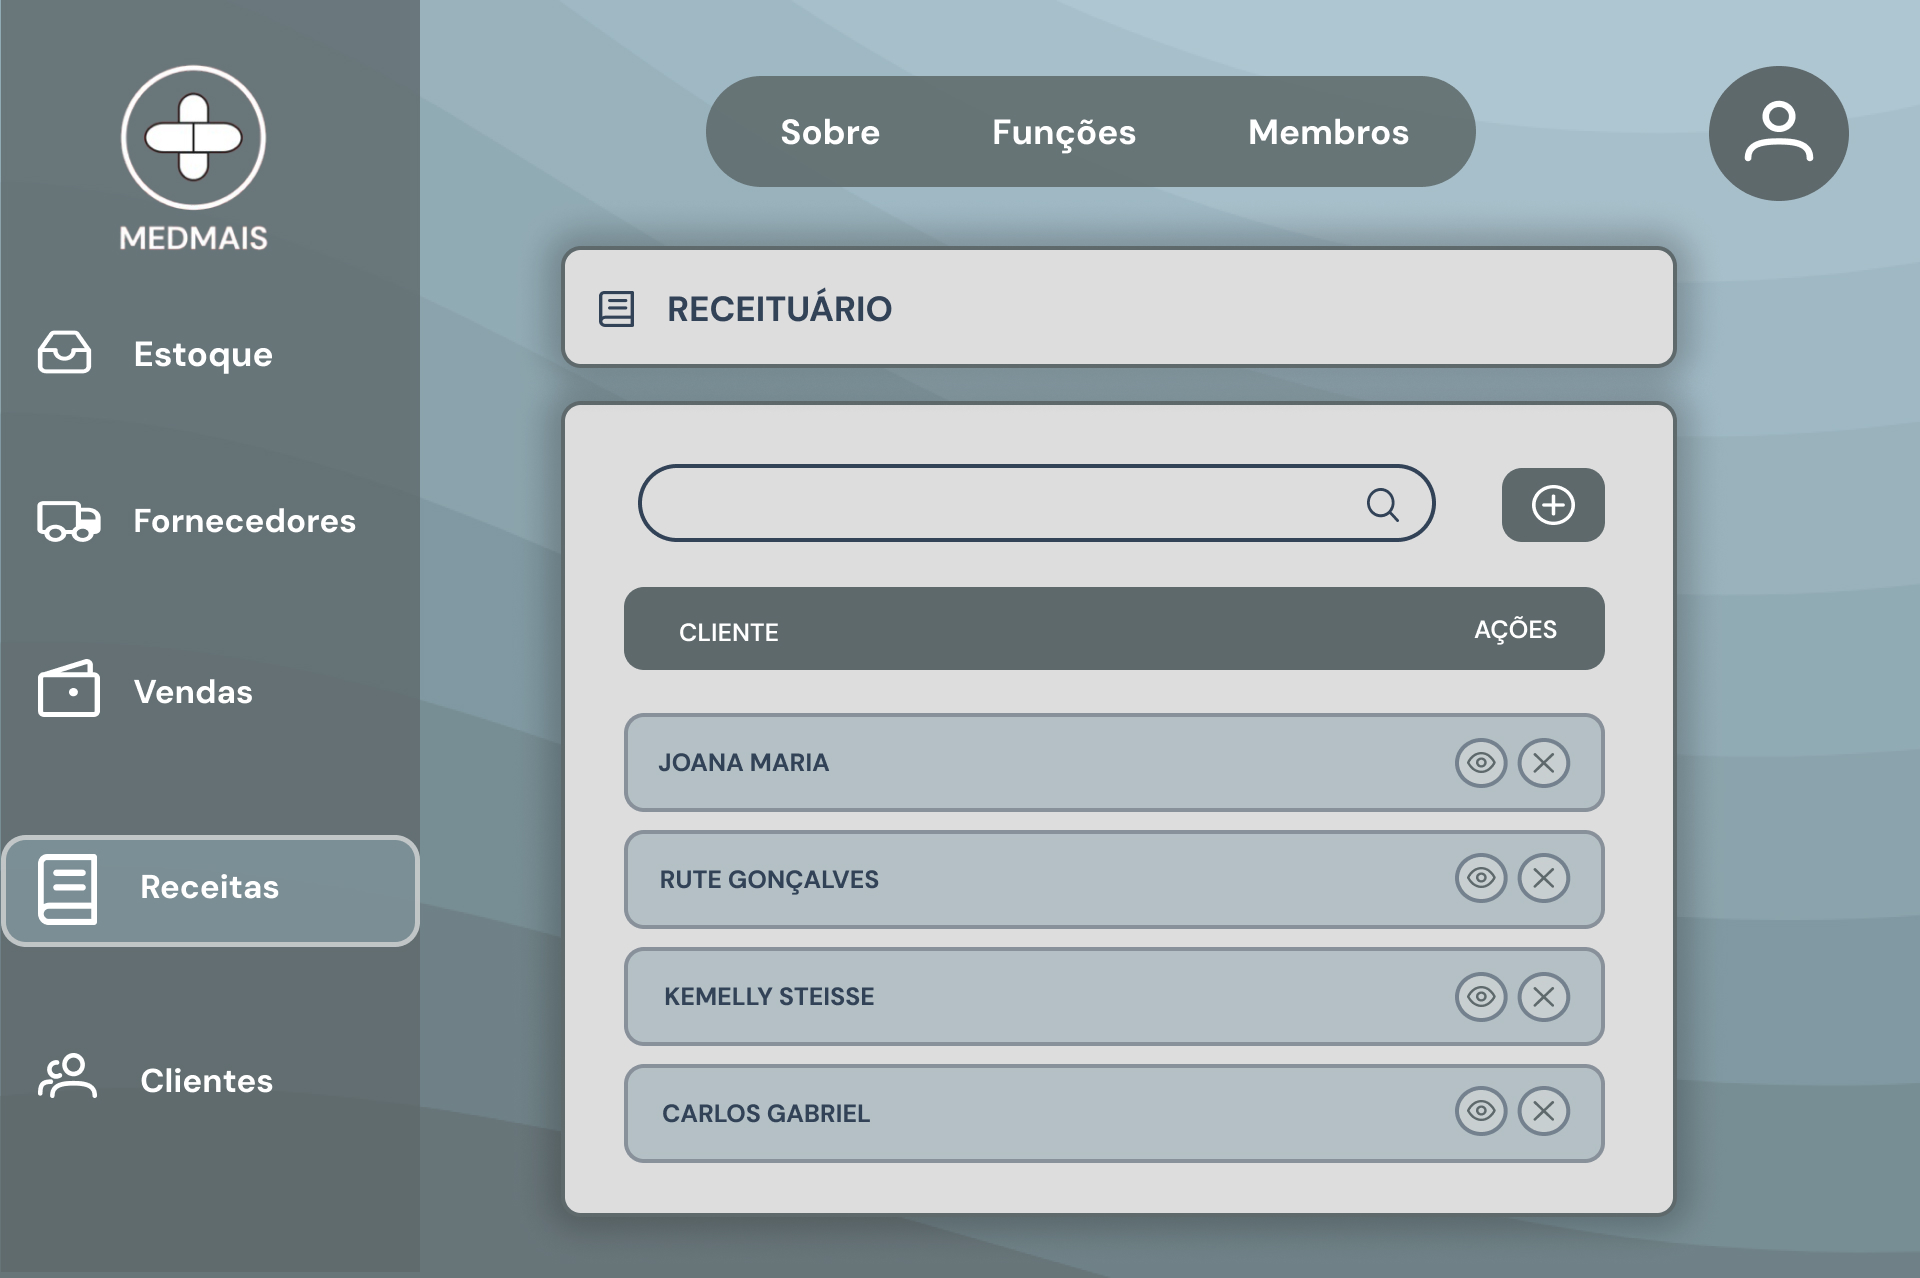 MEDMAIS
Sobre
Funções
Membros
Estoque
Fornecedores
Vendas
Receitas
Clientes
RECEITUÁRIO
CLIENTE
AÇÕES
JOANA MARIA
RUTE GONÇALVES
KEMELLY STEISSE
CARLOS GABRIEL